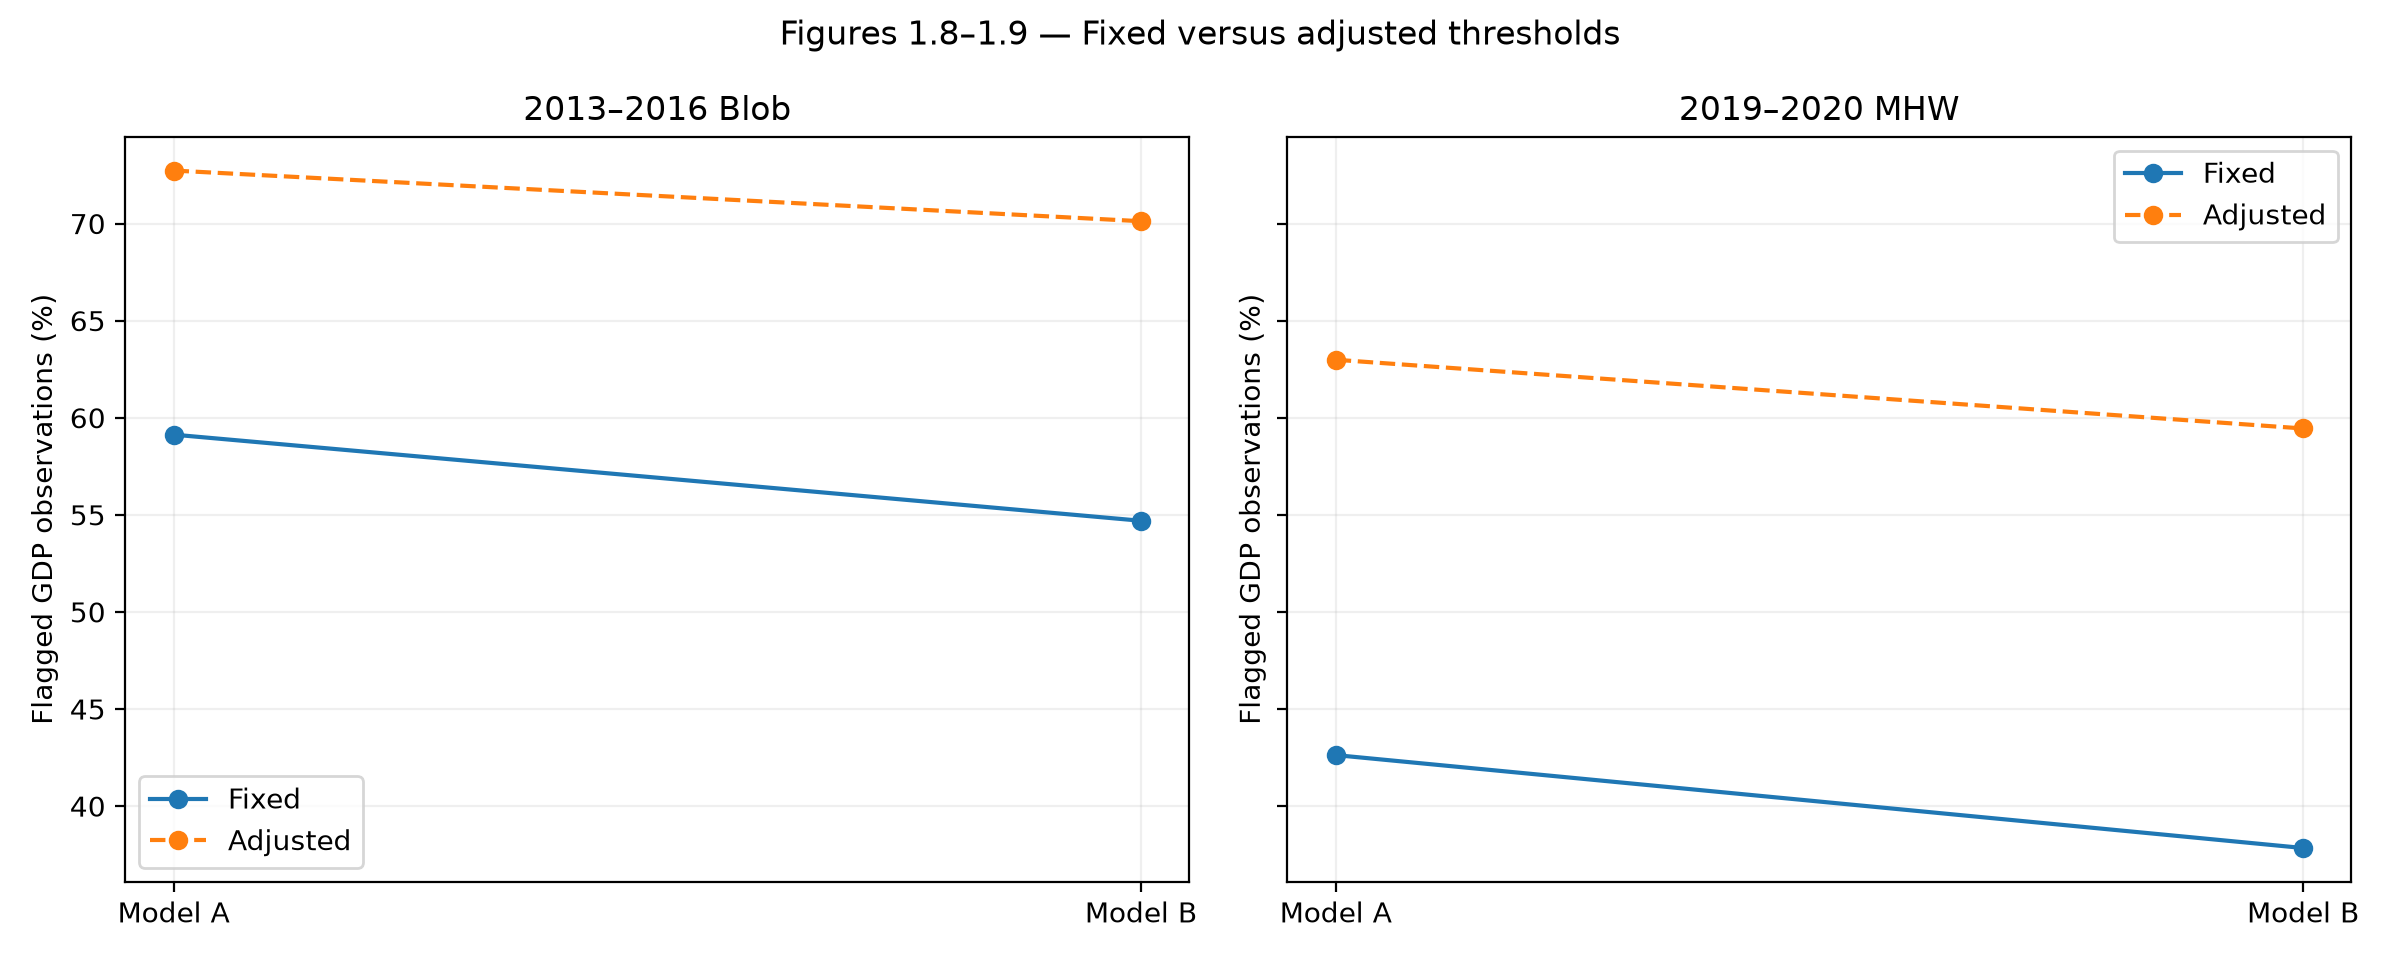 Figures 1.8–1.9 — Fixed versus adjusted thresholds
2013–2016 Blob
Flagged GDP observations (%)
70
65
60
55
50
45
40
Fixed
Adjusted
Model A
Model B
2019–2020 MHW
Flagged GDP observations (%)
Fixed
Adjusted
Model A
Model B